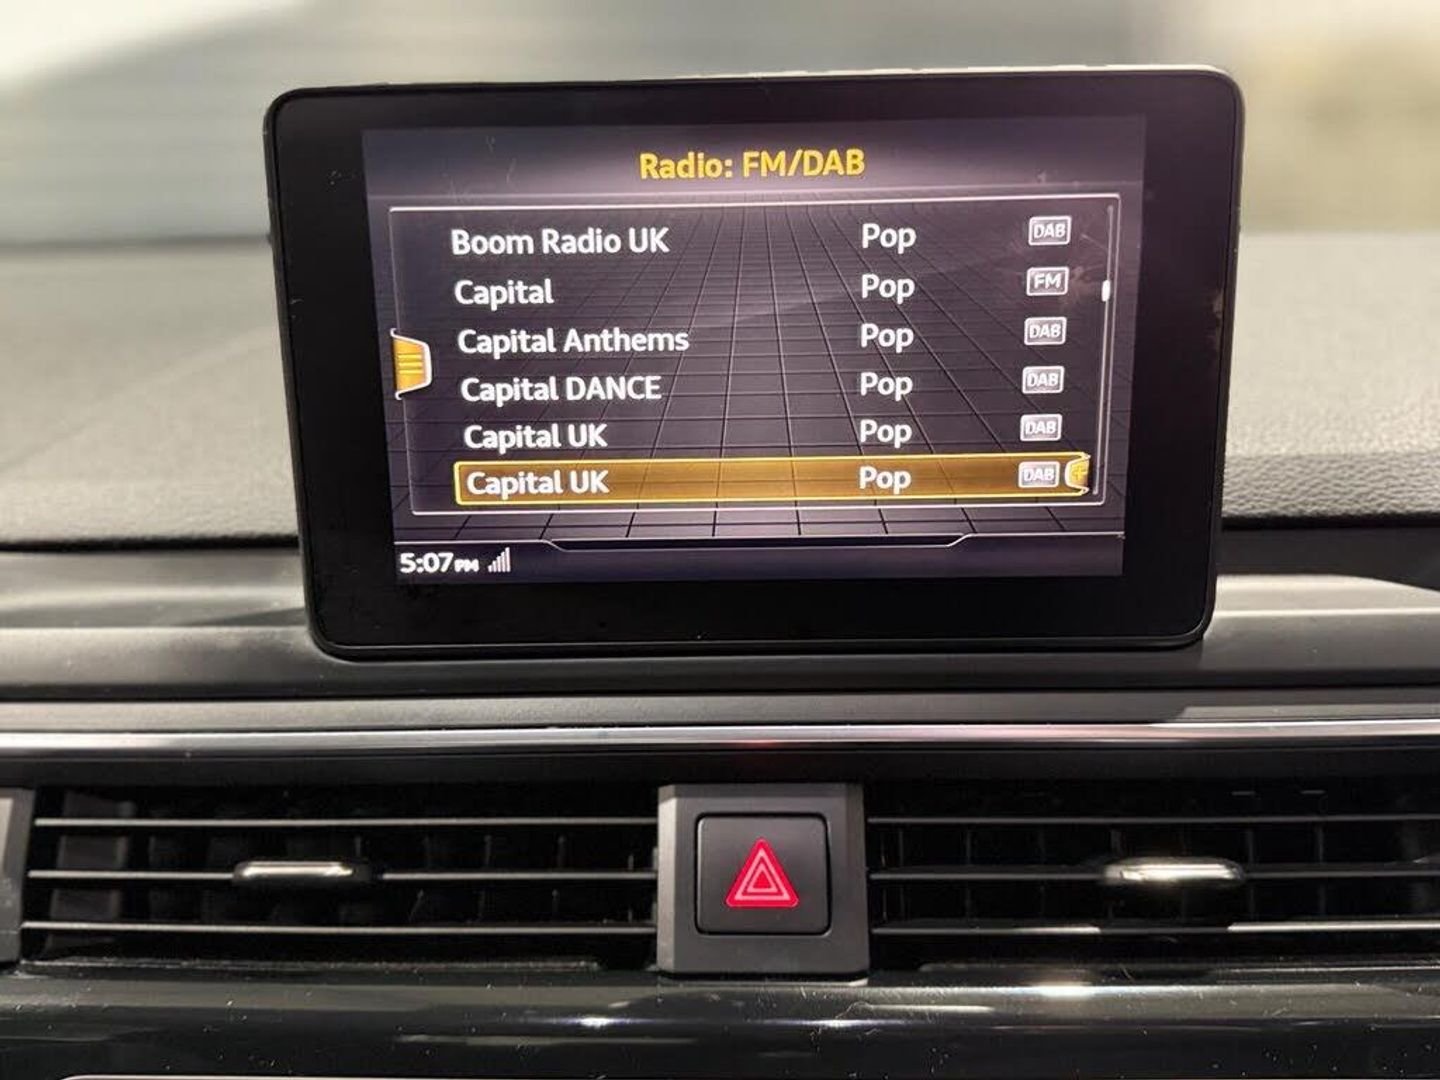 Radio: FM/DAB
Boom Radio UK Pop DAB
Capital Pop FM
Capital Anthems Pop DAB
Capital DANCE Pop DAB
Capital UK Pop DAB
Capital UK Pop DAB
5:07PM